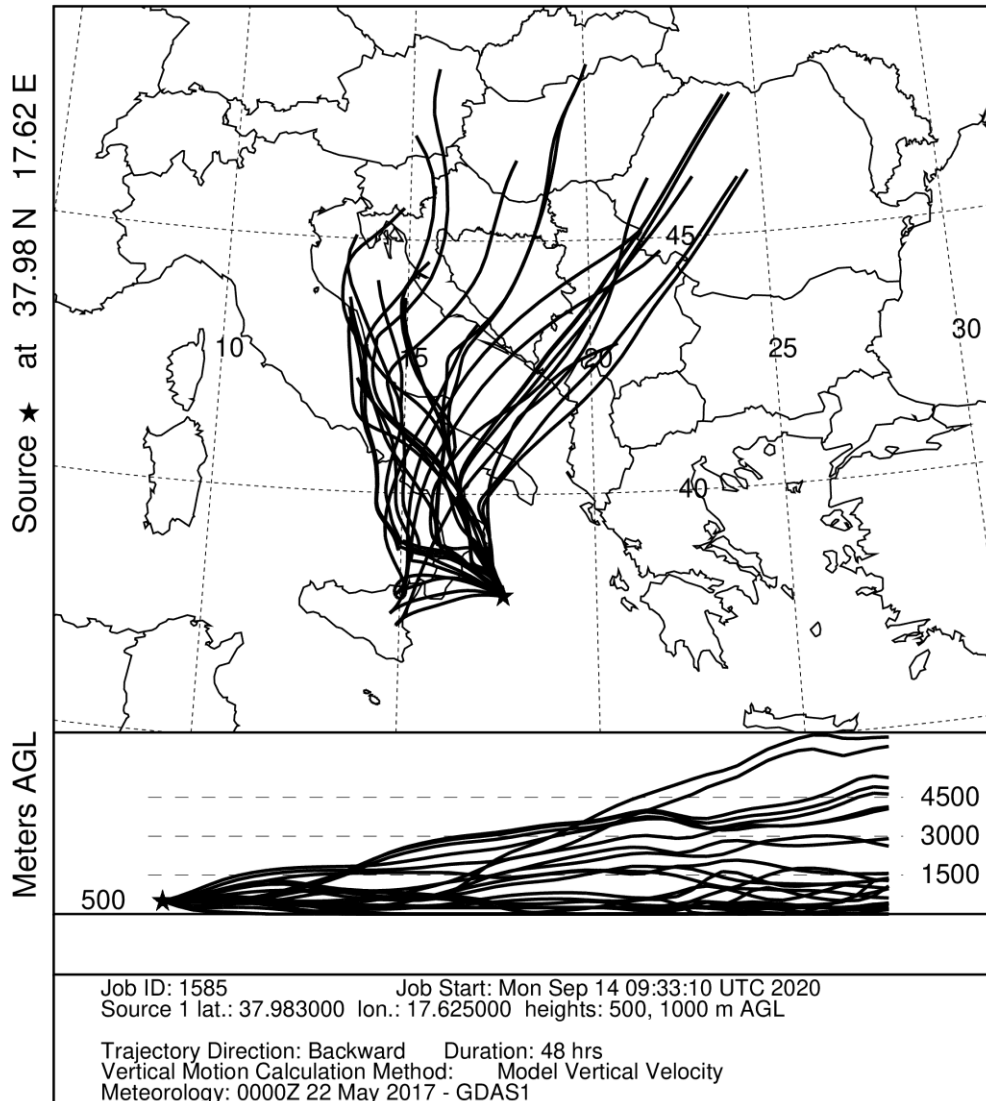 Source ★ at 37.98 N 17.62 E
45
10
15
20
25
30
40
Meters AGL
4500
3000
1500
500
Job ID: 1585 Job Start: Mon Sep 14 09:33:10 UTC 2020
Source 1 lat.: 37.983000 lon.: 17.625000 heights: 500, 1000 m AGL
Trajectory Direction: Backward Duration: 48 hrs
Vertical Motion Calculation Method: Model Vertical Velocity
Meteorology: 0000Z 22 May 2017 - GDAS1